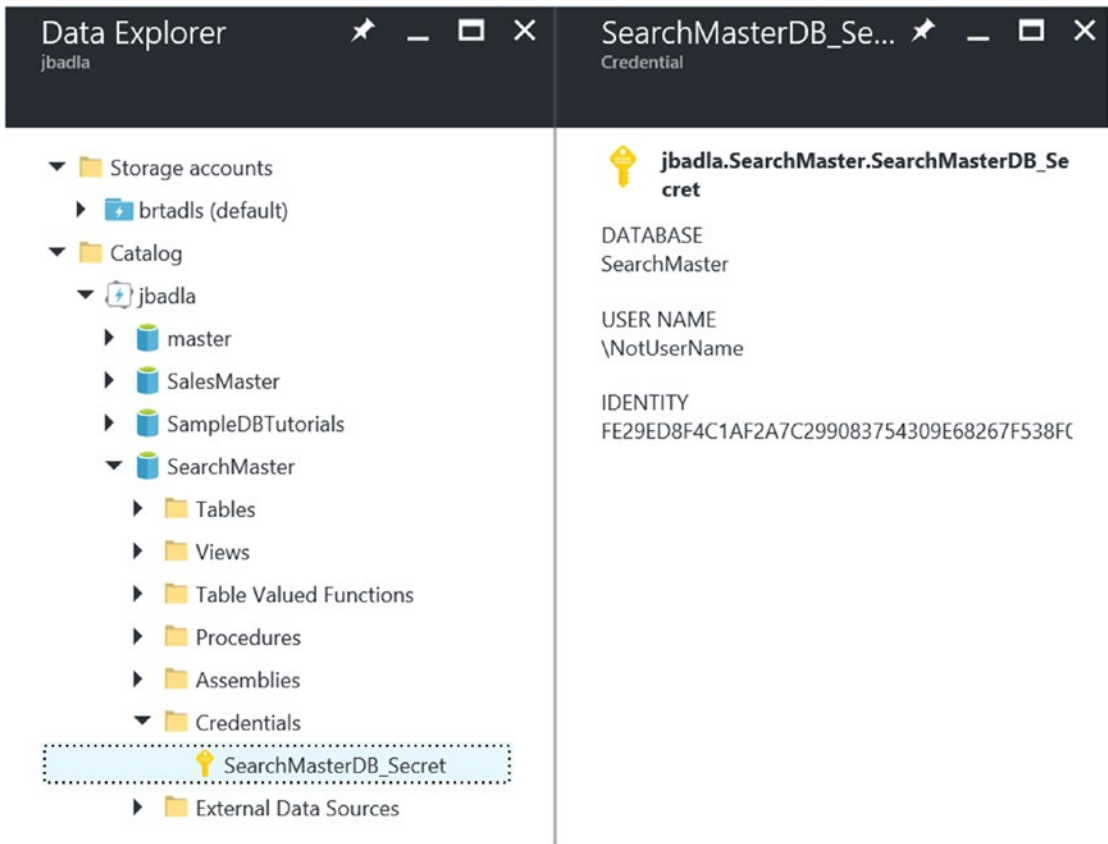 Data Explorer
jbadla
Storage accounts
brtadls (default)
Catalog
jbadla
master
SalesMaster
SampleDBTutorials
SearchMaster
Tables
Views
Table Valued Functions
Procedures
Assemblies
Credentials
SearchMasterDB_Secret
External Data Sources
SearchMasterDB_Se...
Credential
jbadla.SearchMaster.SearchMasterDB_Se
cret
DATABASE
SearchMaster
USER NAME
\NotUserName
IDENTITY
FE29ED8F4C1AF2A7C299083754309E68267F538F(